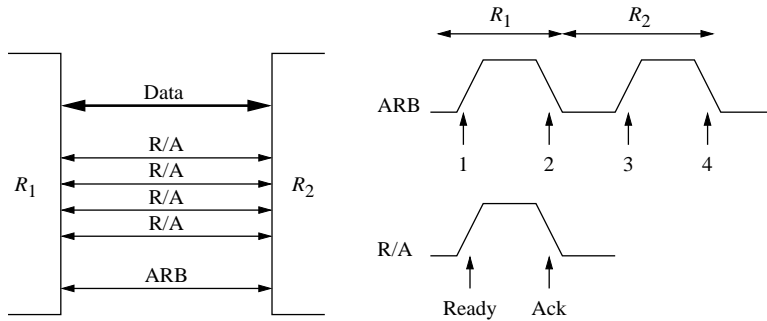 Data
R/A
R/A
R/A
R/A
ARB
R1
R2
R1 R2
ARB
1 2 3 4
R/A
Ready Ack